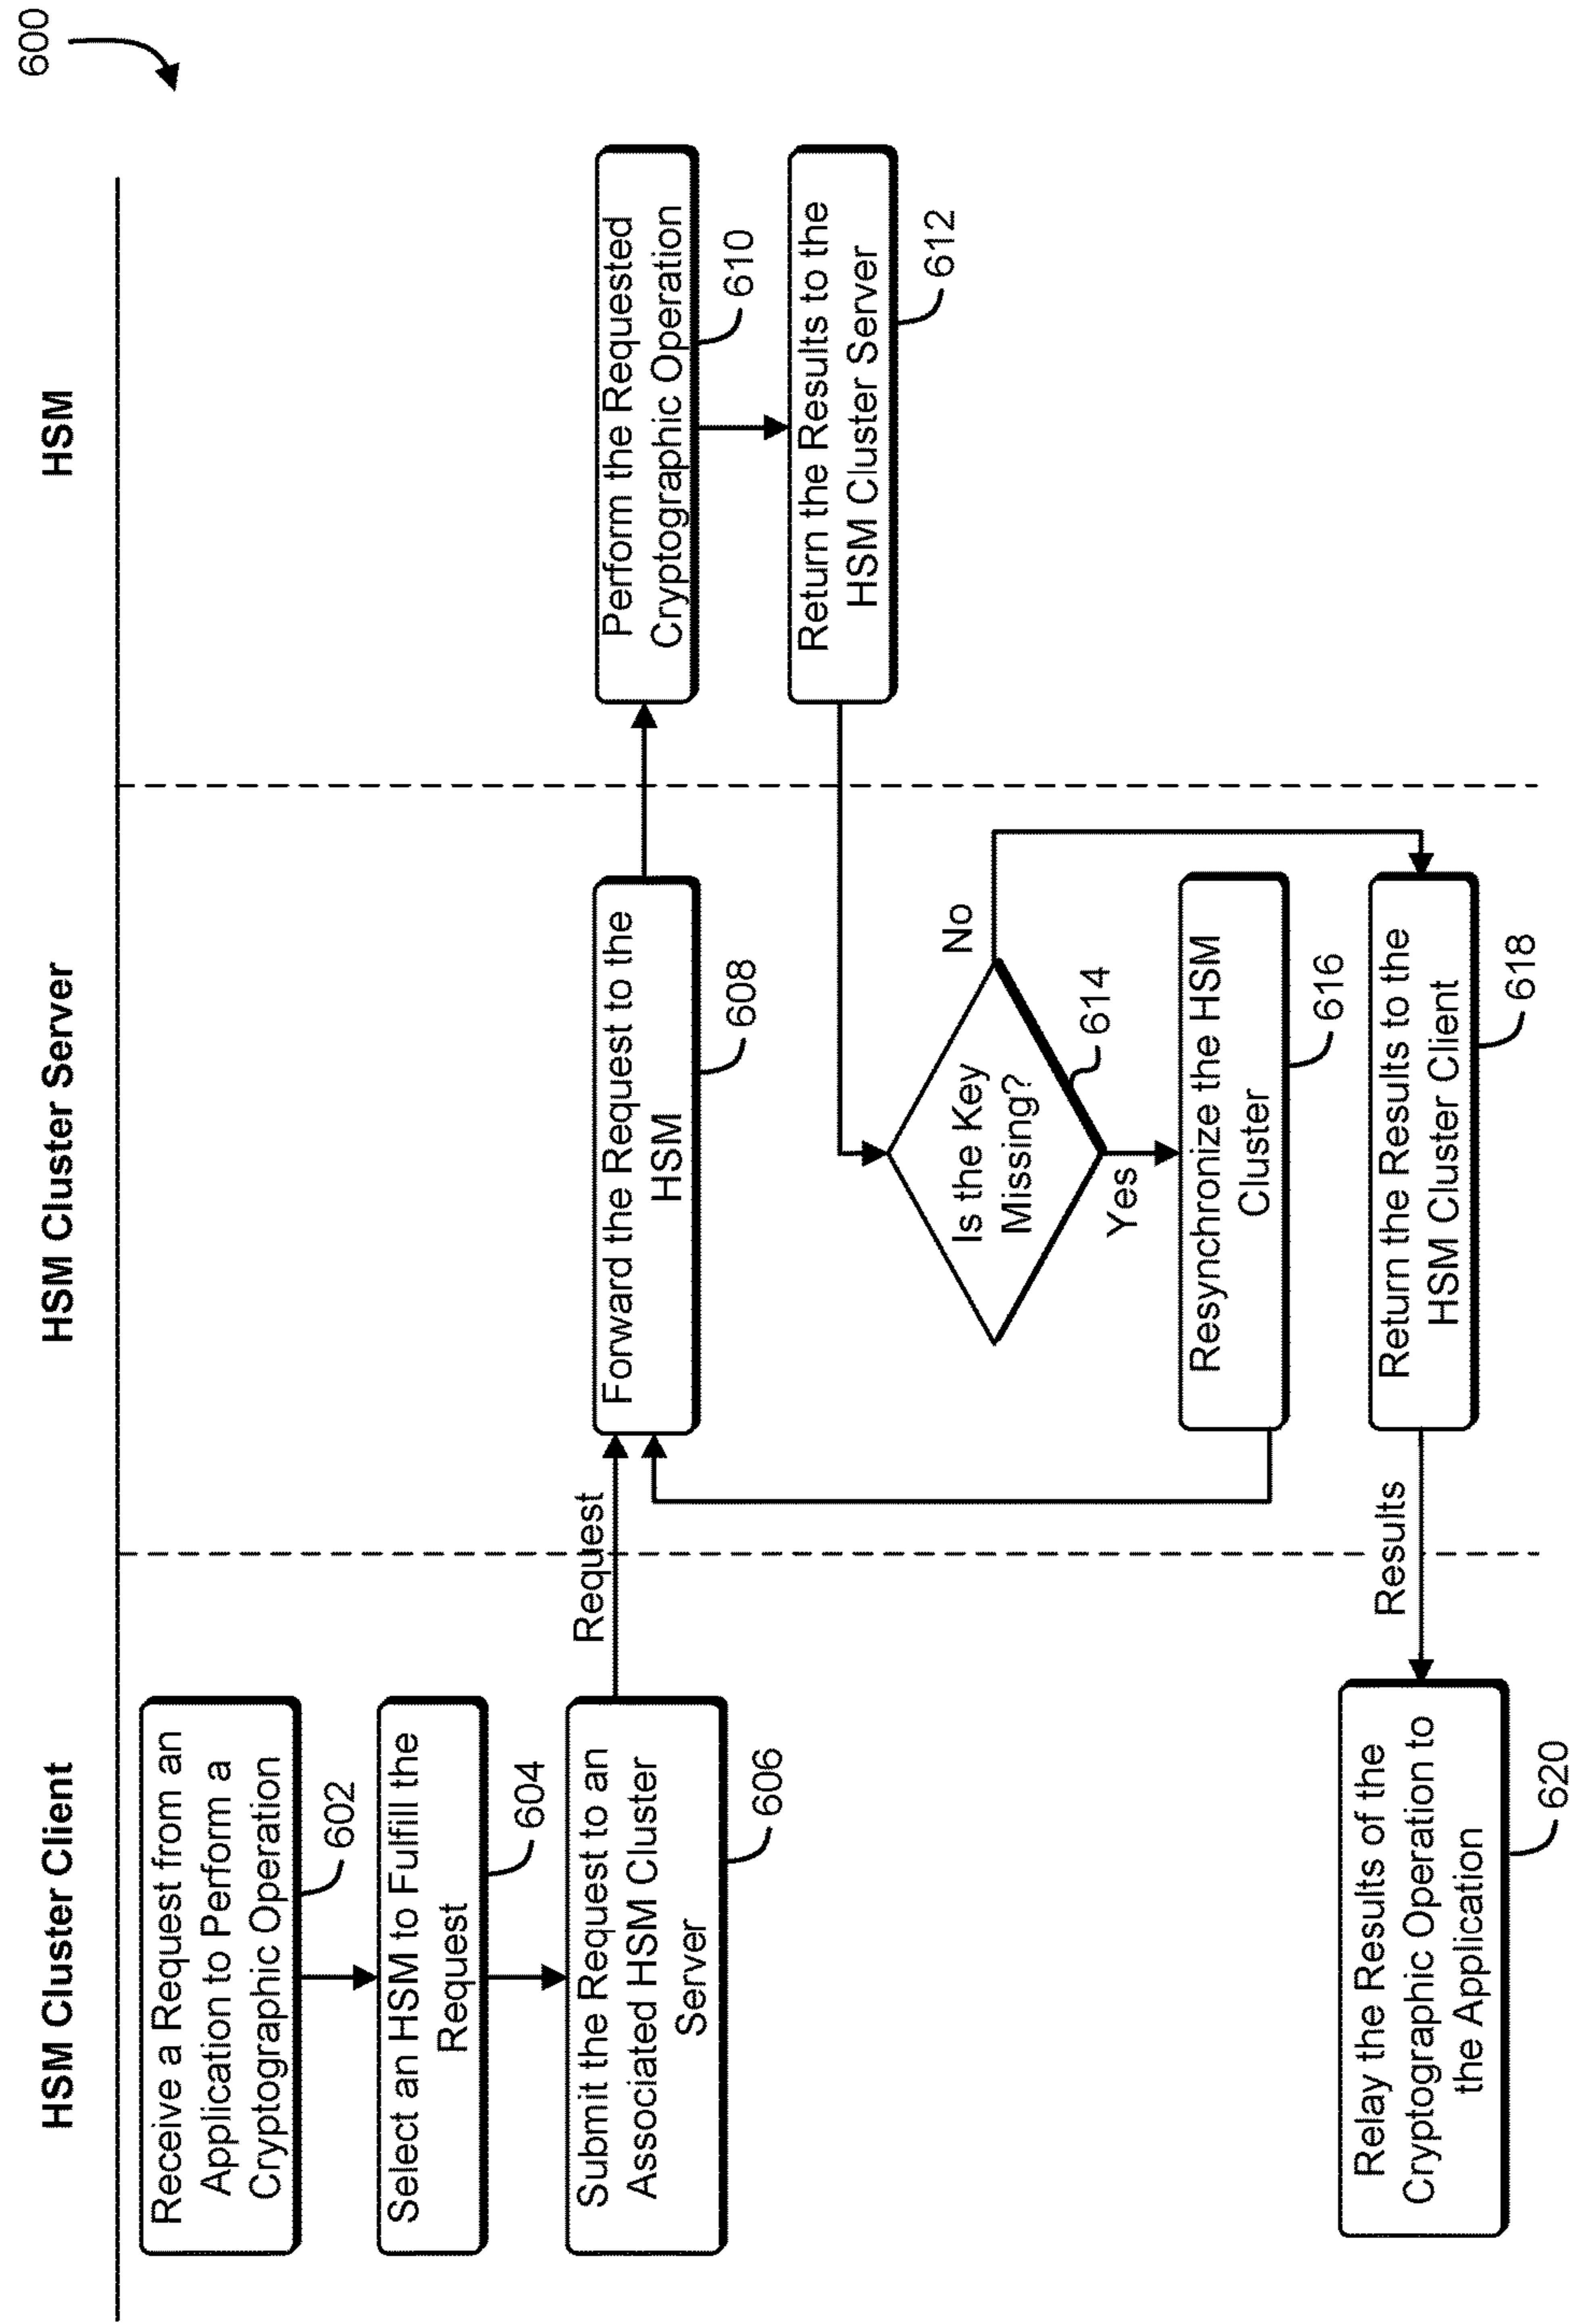 600
HSM Cluster Client
HSM Cluster Server
HSM
Receive a Request from an
Application to Perform a
Cryptographic Operation
602
Select an HSM to Fulfill the
Request
604
Submit the Request to an
Associated HSM Cluster
Server
606
Request
Forward the Request to the
HSM
608
Perform the Requested
Cryptographic Operation
610
Return the Results to the
HSM Cluster Server
612
Is the Key
Missing?
614
No
Yes
Resynchronize the HSM
Cluster
616
Return the Results to the
HSM Cluster Client
618
Results
Relay the Results of the
Cryptographic Operation to
the Application
620